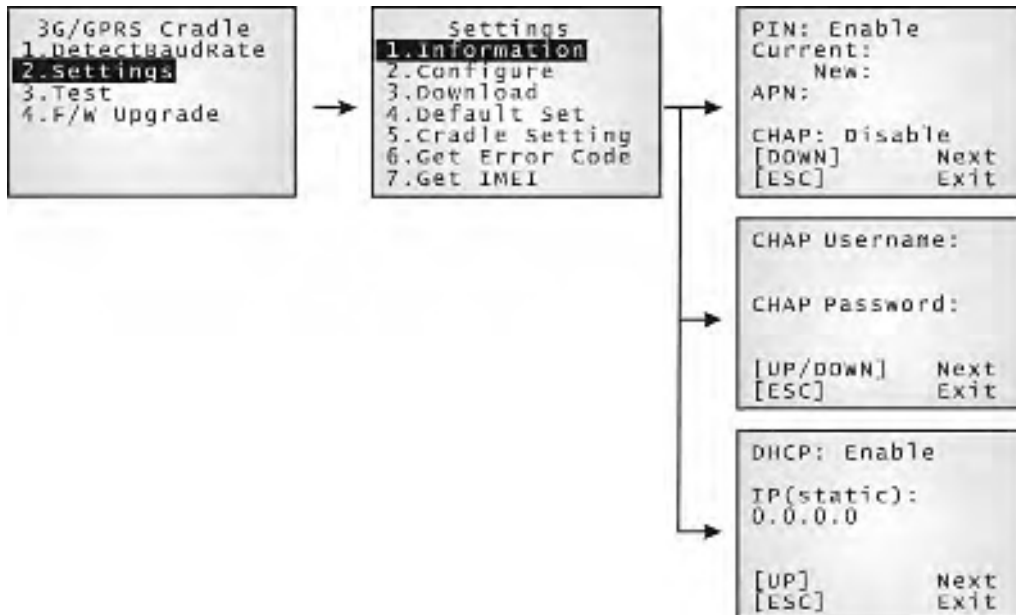 3G/GPRS Cradle
1.DetectBaudRate
2.Settings
3.Test
4.F/W Upgrade
Settings
1.Information
2.Configure
3.Download
4.Default Set
5.Cradle Setting
6.Get Error Code
7.Get IMEI
PIN: Enable
Current:
New:
APN:
CHAP: Disable
[DOWN] Next
[ESC] Exit
CHAP Username:
CHAP Password:
[UP/DOWN] Next
[ESC] Exit
DHCP: Enable
IP(static):
0.0.0.0
[UP] Next
[ESC] Exit